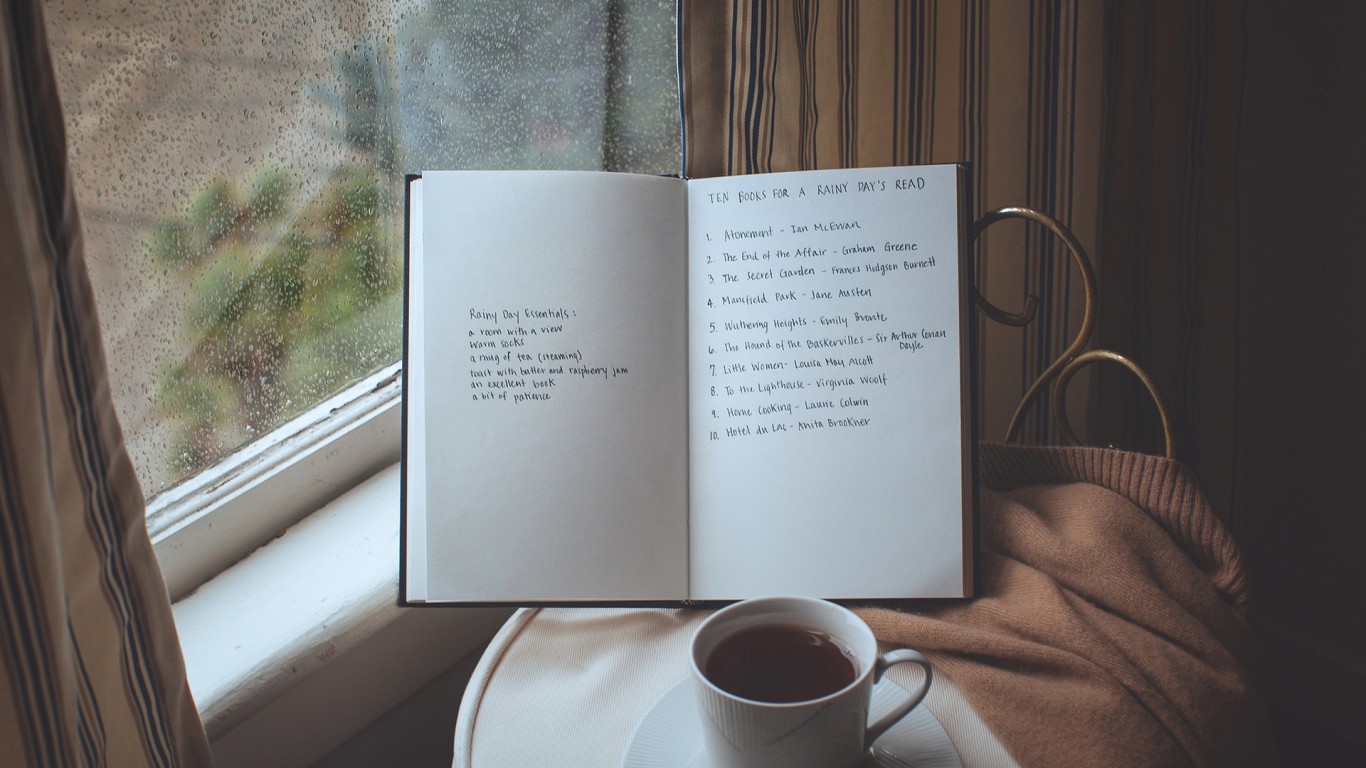 Rainy Day Essentials:
a room with a view
warm socks
a mug of tea (steaming)
toast with butter and raspberry jam
an excellent book
a bit of patience
TEN BOOKS FOR A RAINY DAY'S READ
1. Atonement - Ian McEwan
2. The End of the Affair - Graham Greene
3. The Secret Garden - Frances Hodgson Burnett
4. Mansfield Park - Jane Austen
5. Wuthering Heights - Emily Bronte
6. The Hound of the Baskervilles - Sir Arthur Conan
Doyle
7. Little Women - Louisa May Alcott
8. To the Lighthouse - Virginia Woolf
9. Home Cooking - Laurie Colwin
10. Hotel du Lac - Anita Brookner